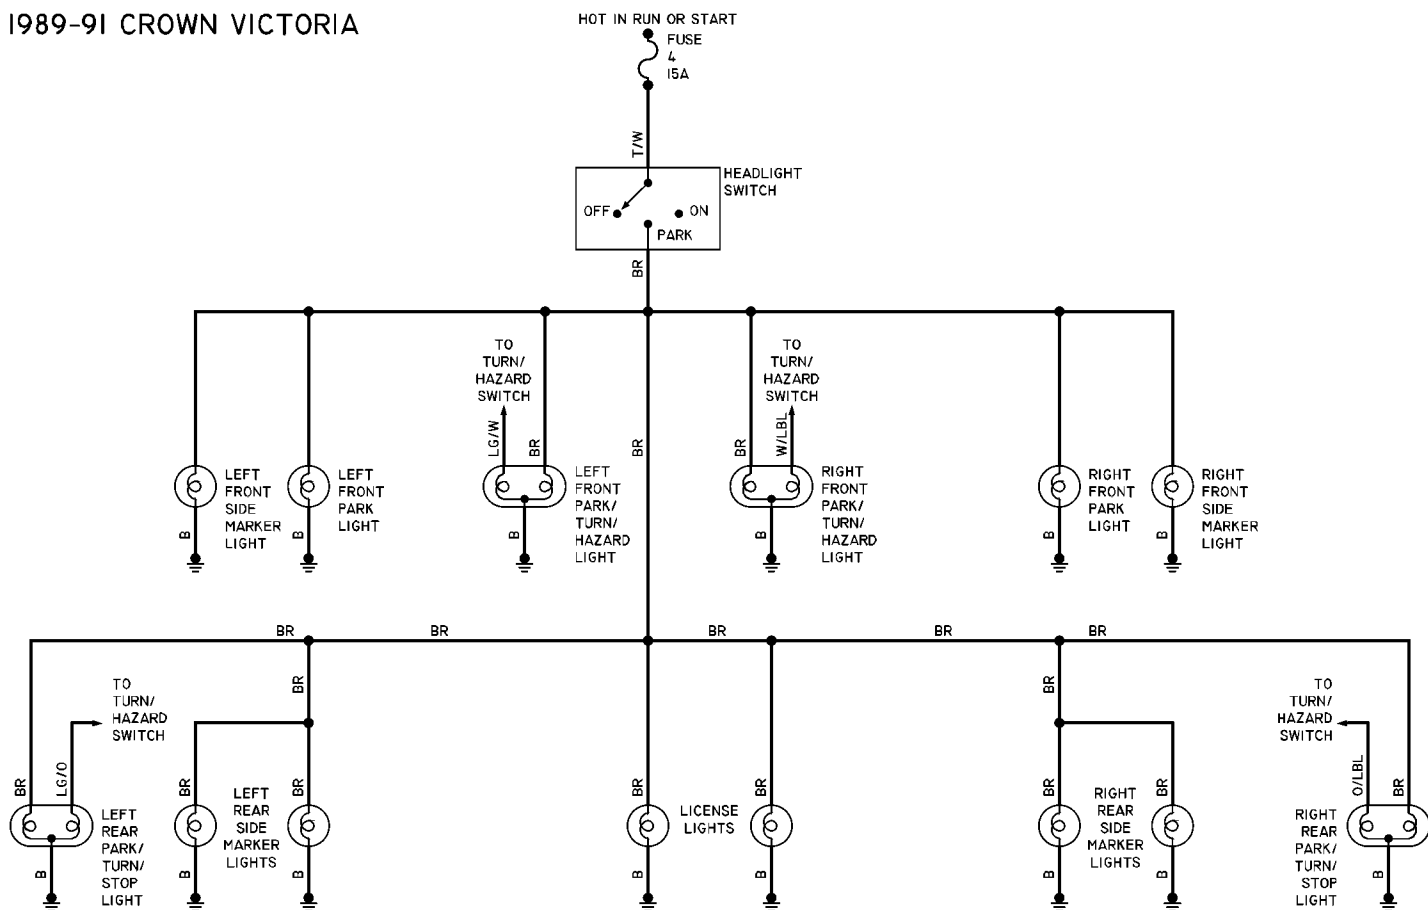 1989-91 CROWN VICTORIA
HOT IN RUN OR START
FUSE
4
15A
T/W
HEADLIGHT
SWITCH
OFF
ON
PARK
BR
TO
TURN/
HAZARD
SWITCH
TO
TURN/
HAZARD
SWITCH
LG/W
BR
BR
BR
W/LBL
LEFT
FRONT
SIDE
MARKER
LIGHT
LEFT
FRONT
PARK
LIGHT
LEFT
FRONT
PARK/
TURN/
HAZARD
LIGHT
RIGHT
FRONT
PARK/
TURN/
HAZARD
LIGHT
RIGHT
FRONT
PARK
LIGHT
RIGHT
FRONT
SIDE
MARKER
LIGHT
B
B
B
B
B
B
BR
BR
BR
BR
BR
TO
TURN/
HAZARD
SWITCH
BR
BR
TO
TURN/
HAZARD
SWITCH
BR
LG/O
BR
BR
BR
BR
BR
BR
O/LBL
BR
LEFT
REAR
PARK/
TURN/
STOP
LIGHT
LEFT
REAR
SIDE
MARKER
LIGHTS
LICENSE
LIGHTS
RIGHT
REAR
SIDE
MARKER
LIGHTS
RIGHT
REAR
PARK/
TURN/
STOP
LIGHT
B
B
B
B
B
B
B
B